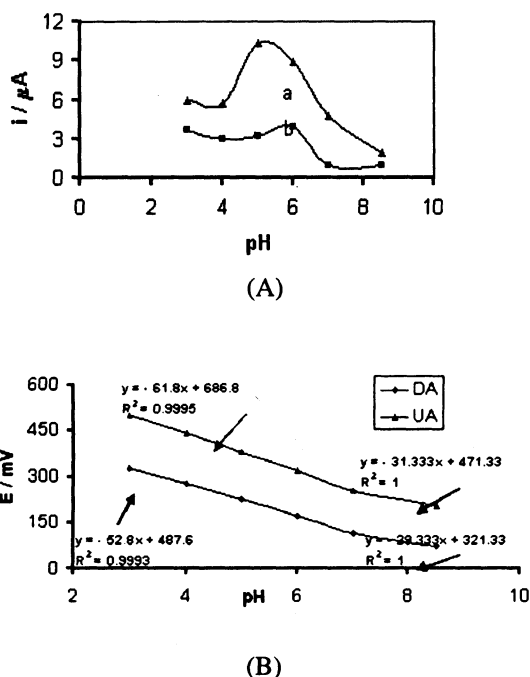 12
9
6
3
0
i / μA
a
b
0 2 4 6 8 10
pH
(A)
600
450
300
150
0
E / mV
y = - 61.8x + 686.8
R² = 0.9995
DA
UA
y = - 31.333x + 471.33
R² = 1
y = - 52.8x + 487.6
R² = 0.9993
y = 333x + 321.33
R² = 1
2 4 6 8 10
pH
(B)